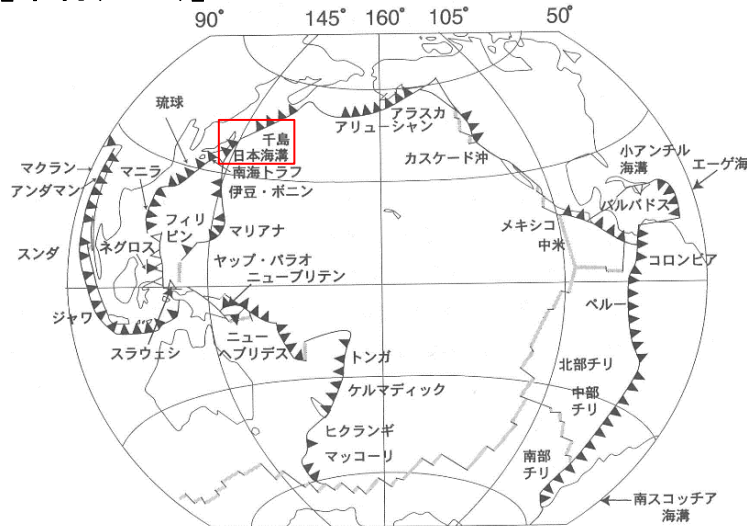 90°
145°
160°
105°
50°
琉球
アラスカ
アリューシャン
千島
日本海溝
カスケード沖
小アンチル
海溝
エーゲ海
マクラン
マニラ
南海トラフ
アンダマン
伊豆・ボニン
バルバドス
フィリ
ピン
マリアナ
メキシコ
中米
スンダ
ネグロス
コロンビア
ヤップ・パラオ
ニューブリテン
ペルー
ジャワ
ニュー
ヘブリデス
スラウェシ
トンガ
北部チリ
ケルマディック
中部
チリ
ヒクランギ
マッコーリ
南部
チリ
南スコッチア
海溝